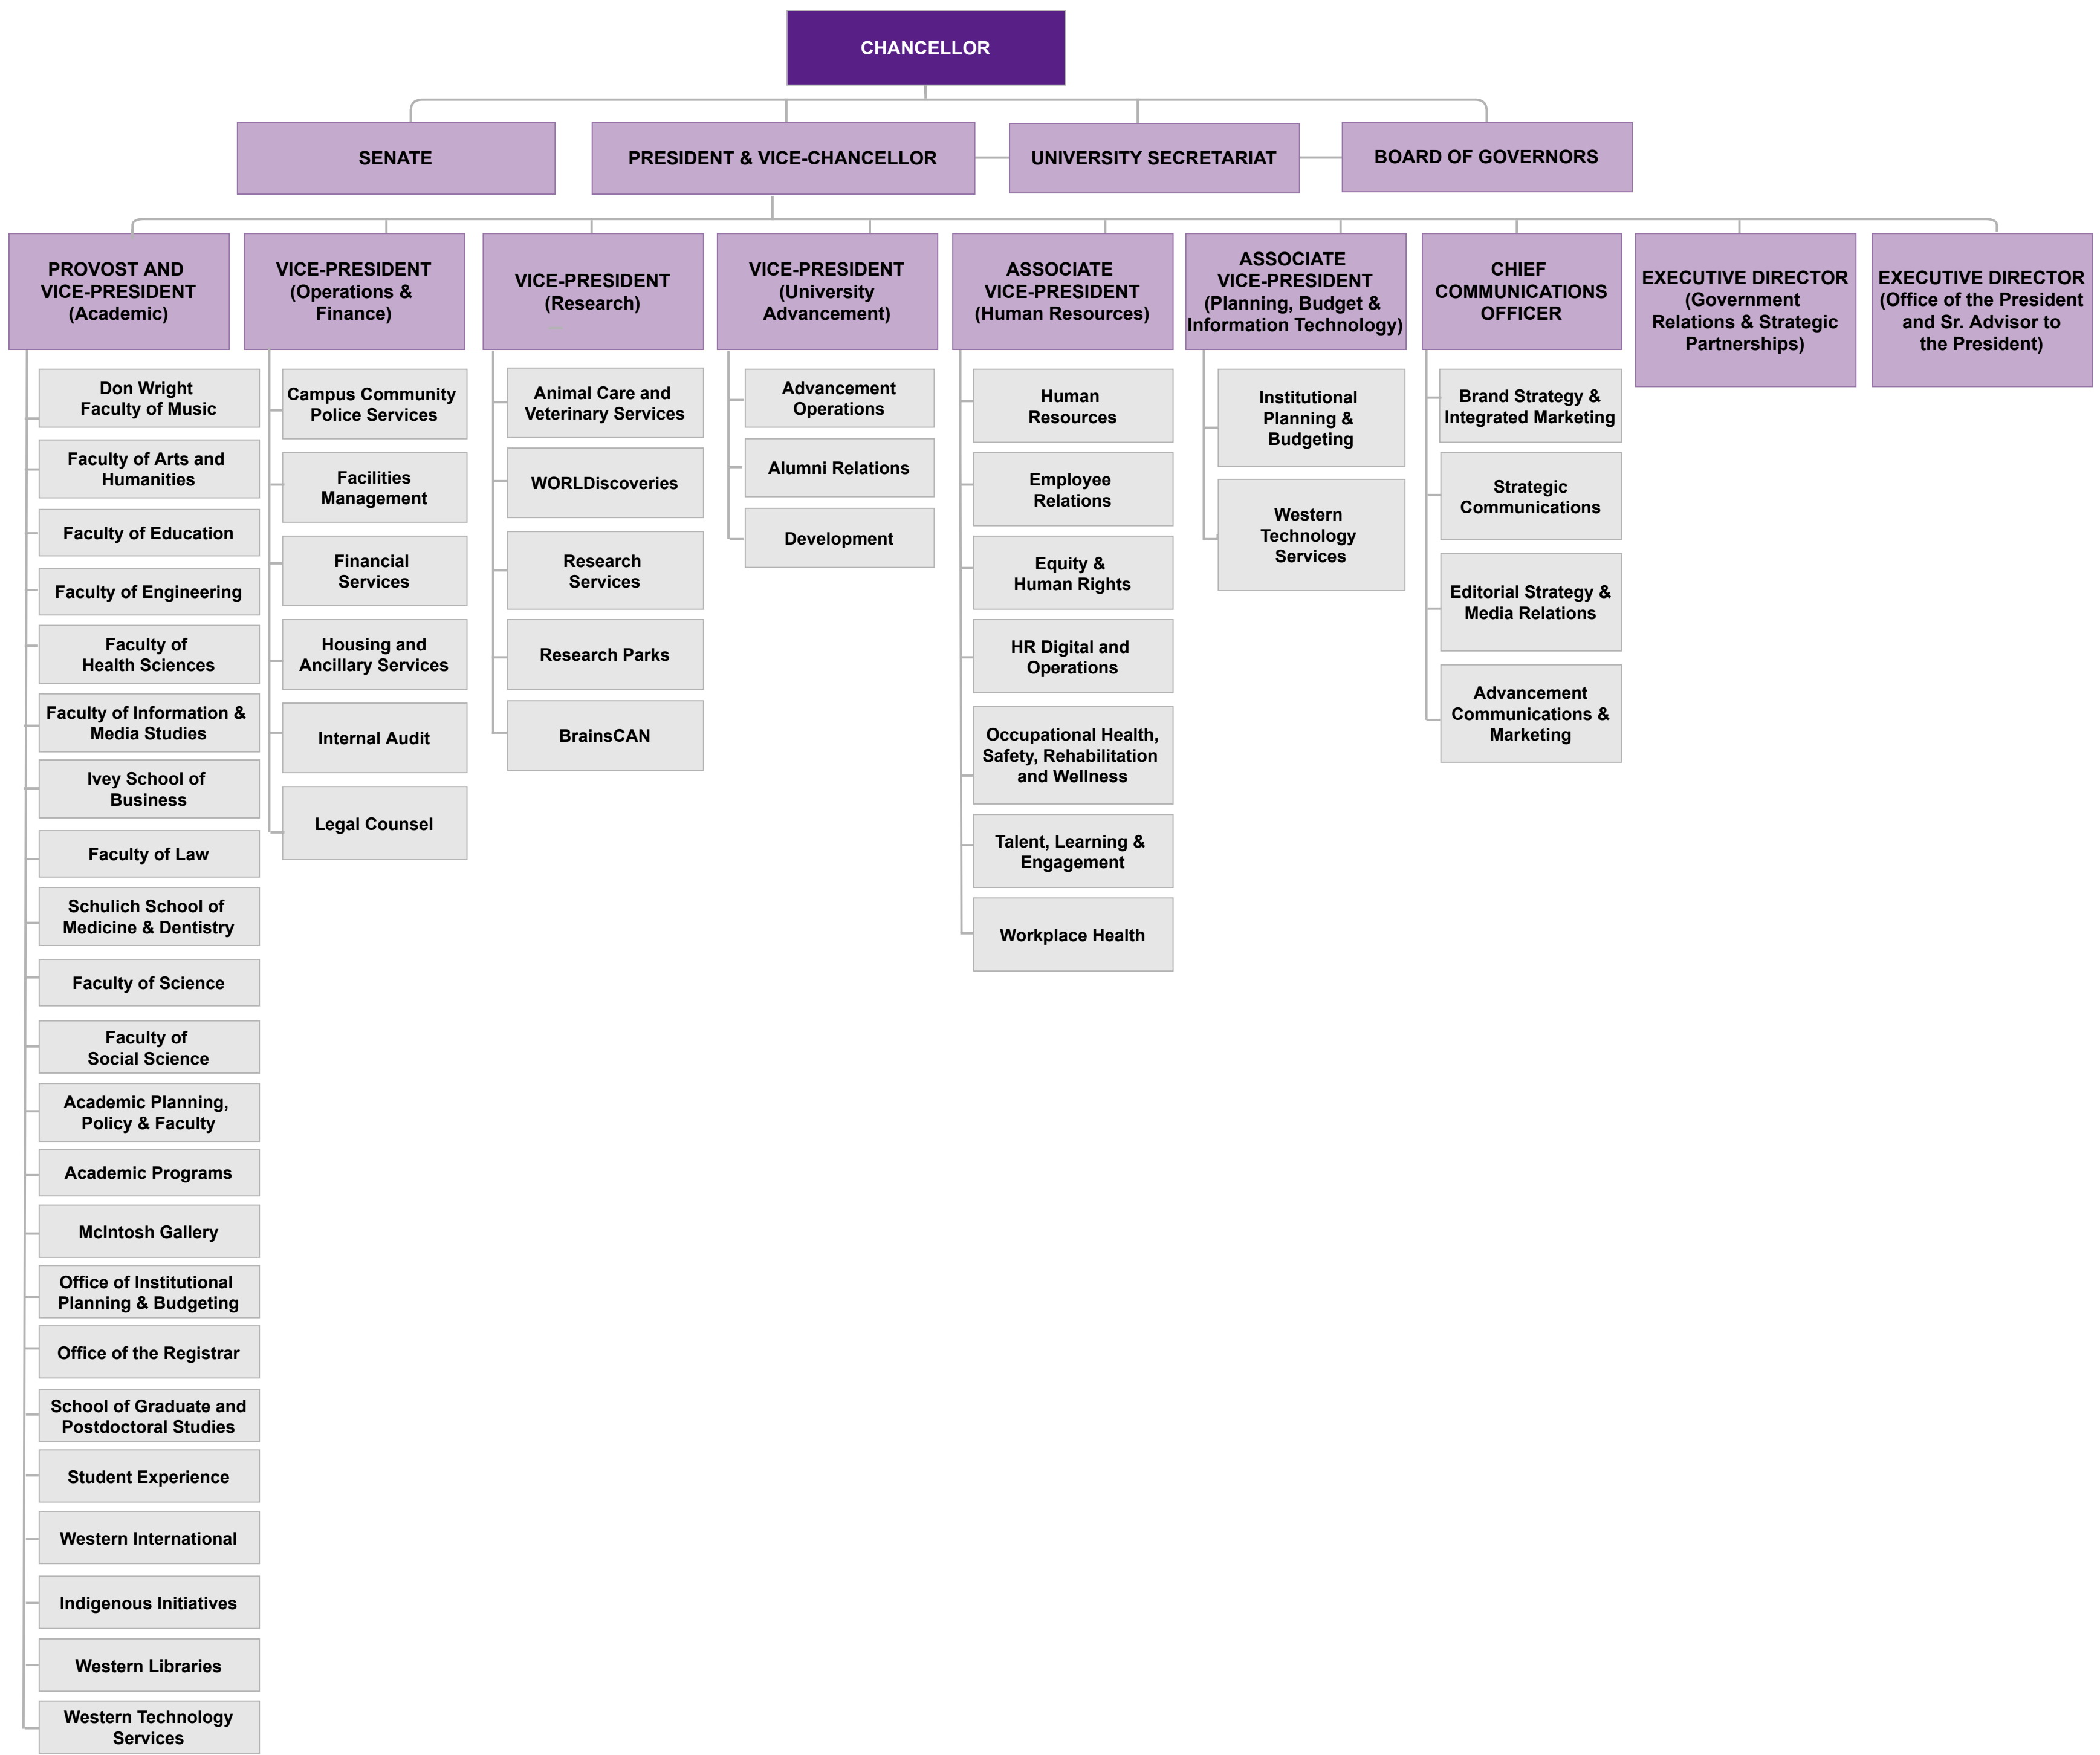 CHANCELLOR
SENATE
PRESIDENT & VICE-CHANCELLOR
UNIVERSITY SECRETARIAT
BOARD OF GOVERNORS
PROVOST AND
VICE-PRESIDENT
(Academic)
VICE-PRESIDENT
(Operations &
Finance)
VICE-PRESIDENT
(Research)
VICE-PRESIDENT
(University
Advancement)
ASSOCIATE
VICE-PRESIDENT
(Human Resources)
ASSOCIATE
VICE-PRESIDENT
(Planning, Budget &
Information Technology)
CHIEF
COMMUNICATIONS
OFFICER
EXECUTIVE DIRECTOR
(Government
Relations & Strategic
Partnerships)
EXECUTIVE DIRECTOR
(Office of the President
and Sr. Advisor to
the President)
Don Wright
Faculty of Music
Faculty of Arts and
Humanities
Faculty of Education
Faculty of Engineering
Faculty of
Health Sciences
Faculty of Information &
Media Studies
Ivey School of
Business
Faculty of Law
Schulich School of
Medicine & Dentistry
Faculty of Science
Faculty of
Social Science
Academic Planning,
Policy & Faculty
Academic Programs
McIntosh Gallery
Office of Institutional
Planning & Budgeting
Office of the Registrar
School of Graduate and
Postdoctoral Studies
Student Experience
Western International
Indigenous Initiatives
Western Libraries
Western Technology
Services
Campus Community
Police Services
Facilities
Management
Financial
Services
Housing and
Ancillary Services
Internal Audit
Legal Counsel
Animal Care and
Veterinary Services
WORLDiscoveries
Research
Services
Research Parks
BrainsCAN
Advancement
Operations
Alumni Relations
Development
Human
Resources
Employee
Relations
Equity &
Human Rights
HR Digital and
Operations
Occupational Health,
Safety, Rehabilitation
and Wellness
Talent, Learning &
Engagement
Workplace Health
Institutional
Planning &
Budgeting
Western
Technology
Services
Brand Strategy &
Integrated Marketing
Strategic
Communications
Editorial Strategy &
Media Relations
Advancement
Communications &
Marketing